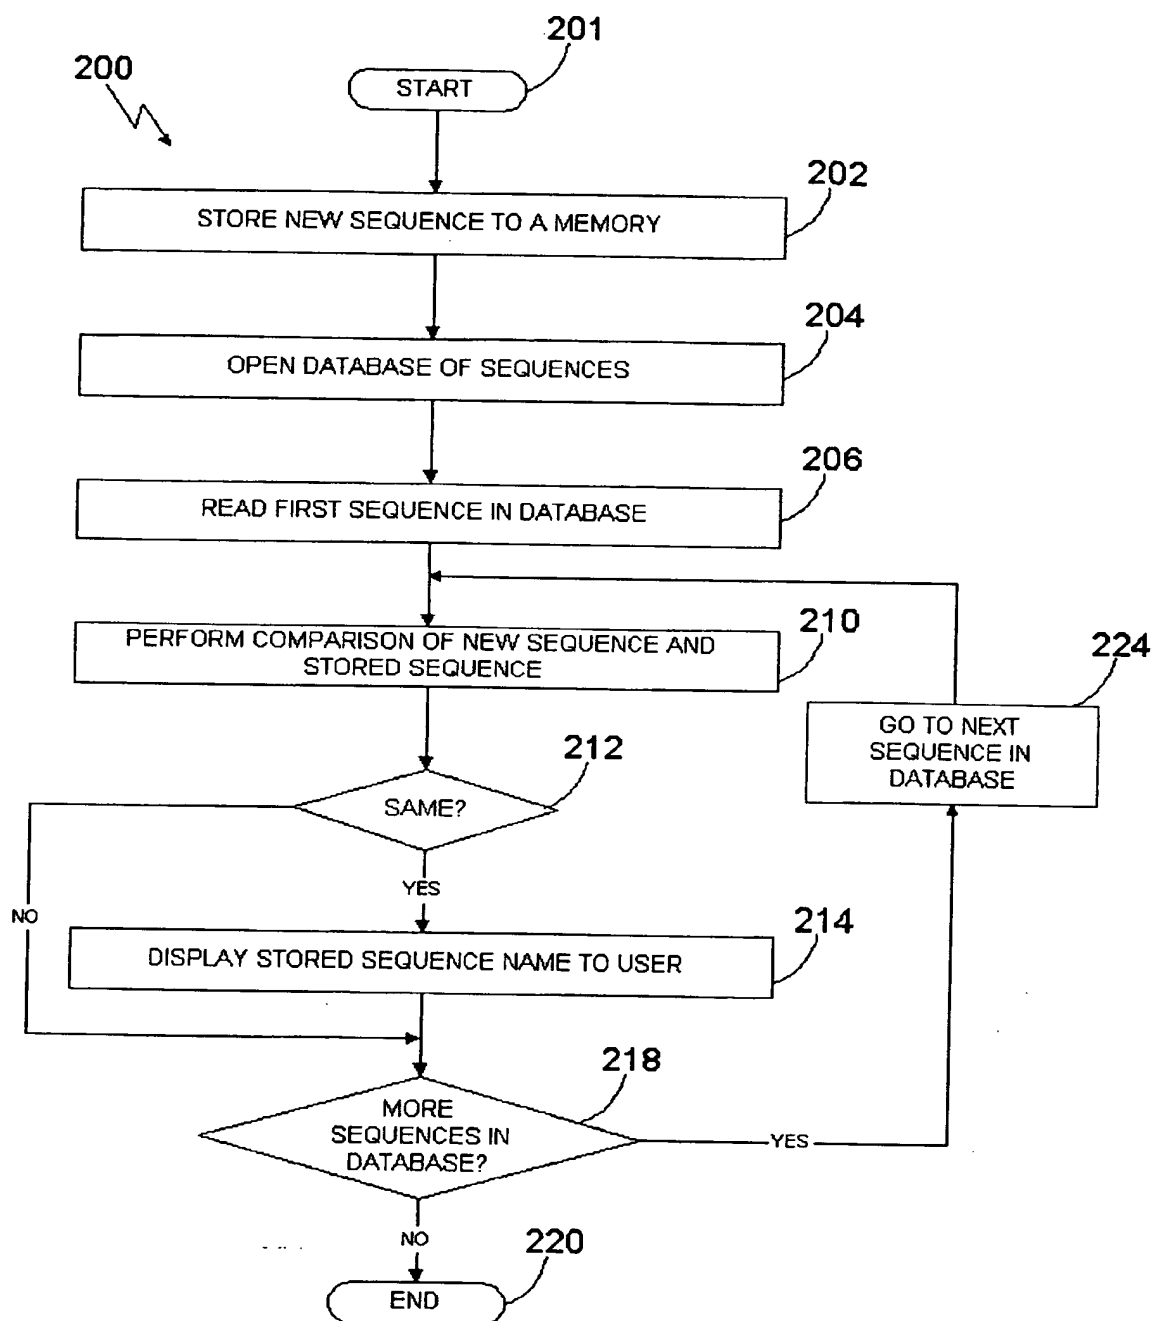 201
200
START
202
STORE NEW SEQUENCE TO A MEMORY
204
OPEN DATABASE OF SEQUENCES
206
READ FIRST SEQUENCE IN DATABASE
210
PERFORM COMPARISON OF NEW SEQUENCE AND
STORED SEQUENCE
224
GO TO NEXT
SEQUENCE IN
DATABASE
212
SAME?
YES
NO
214
DISPLAY STORED SEQUENCE NAME TO USER
218
MORE
SEQUENCES IN
DATABASE?
YES
NO
220
END